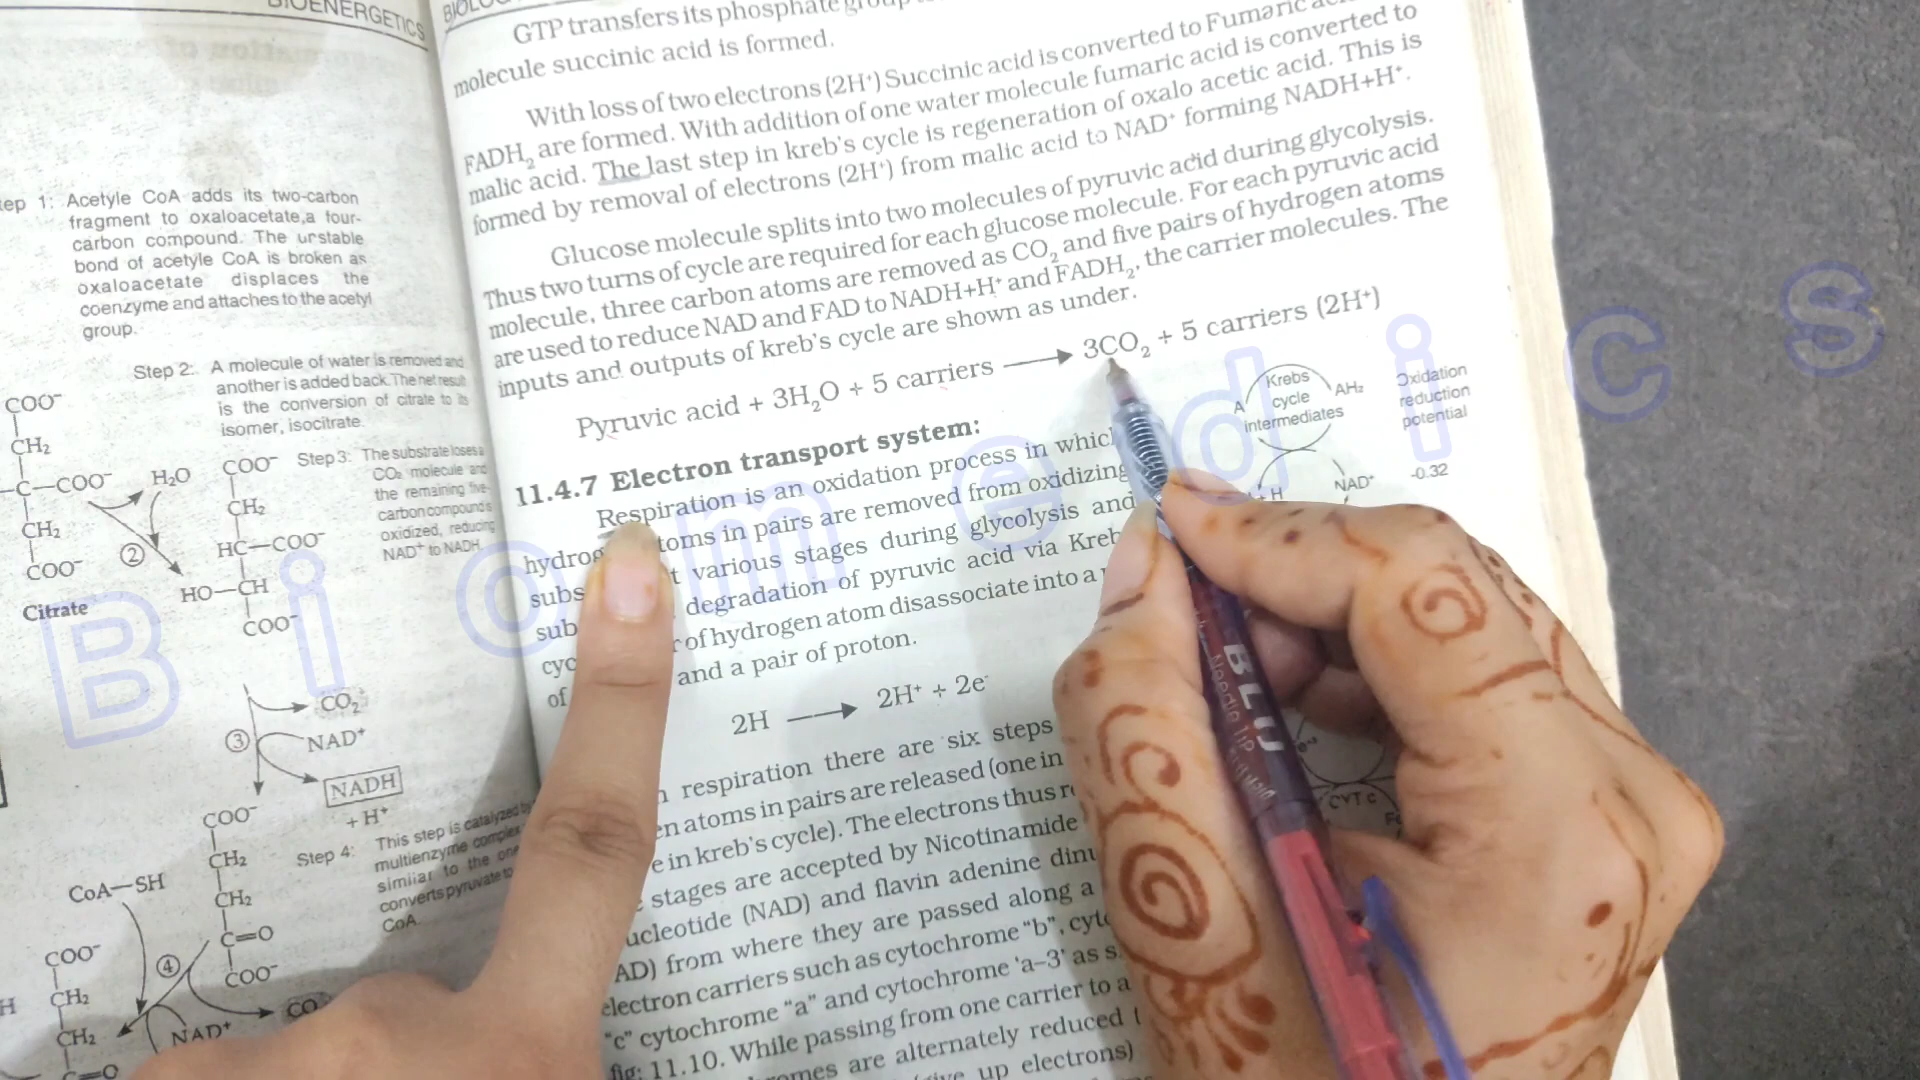 BIOENERGETICS
ep 1: Acetyle CoA adds its two-carbon
fragment to oxaloacetate,a four-
carbon compound. The unstable
bond of acetyle CoA is broken as
oxaloacetate displaces the
coenzyme and attaches to the acetyl
group.
Step 2: A molecule of water is removed and
another is added back. The net result
is the conversion of citrate to its
isomer, isocitrate.
Step 3: The substrate loses a
CO₂ molecule and
the remaining five-
carbon compound is
oxidized, reducing
NAD⁺ to NADH
COO⁻
CH₂
C—COO⁻
CH₂
COO⁻
Citrate
H₂O
②
COO⁻
CH₂
HC—COO⁻
HO—CH
COO⁻
③
CO₂
NAD⁺
NADH
+ H⁺
COO⁻
CH₂
CH₂
C=O
COO⁻
Step 4: This step is catalyzed by
multienzyme complex
similar to the one
converts pyruvate to
CoA.
CoA—SH
④
COO⁻
CH₂
CH₂
C=O
NAD⁺
CO
H
GTP transfers its phosphate
molecule succinic acid is formed.
With loss of two electrons (2H⁺) Succinic acid is converted to Fumaric
FADH₂ are formed. With addition of one water molecule fumaric acid is converted to
malic acid. The last step in kreb's cycle is regeneration of oxalo acetic acid. This is
formed by removal of electrons (2H⁺) from malic acid to NAD⁺ forming NADH+H⁺.
Glucose molecule splits into two molecules of pyruvic acid during glycolysis.
Thus two turns of cycle are required for each glucose molecule. For each pyruvic acid
molecule, three carbon atoms are removed as CO₂ and five pairs of hydrogen atoms
are used to reduce NAD and FAD to NADH+H⁺ and FADH₂, the carrier molecules. The
inputs and outputs of kreb's cycle are shown as under.
Pyruvic acid + 3H₂O + 5 carriers ⟶ 3CO₂ + 5 carriers (2H⁺)
11.4.7 Electron transport system:
Respiration is an oxidation process in which
hydrog toms in pairs are removed from oxidizing
subs t various stages during glycolysis and
sub degradation of pyruvic acid via Kreb
cyc r of hydrogen atom disassociate into a
of and a pair of proton.
2H ⟶ 2H⁺ + 2e⁻
respiration there are six steps
en atoms in pairs are released (one in
e in kreb's cycle). The electrons thus r
stages are accepted by Nicotinamide
ucleotide (NAD) and flavin adenine dinu
AD) from where they are passed along a
electron carriers such as cytochrome "b", cyto
"c" cytochrome "a" and cytochrome 'a–3' as s
fig: 11.10. While passing from one carrier to a
omes are alternately reduced
up electrons)
Krebs
cycle
intermediates
A
AH₂
Oxidation
reduction
potential
NAD⁺
-0.32
+ H
CYT c
BLU
Needle TIP
Biomedics